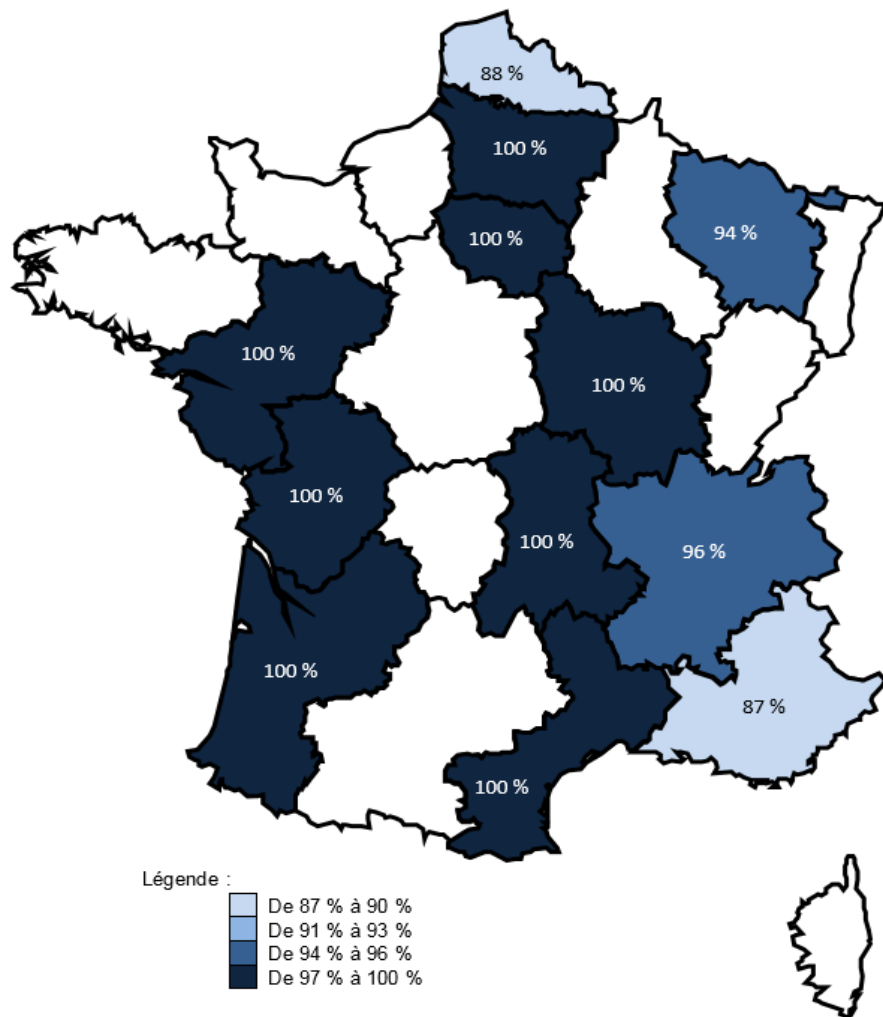 88 %
100 %
100 %
94 %
100 %
100 %
100 %
100 %
96 %
100 %
87 %
100 %
Légende :
De 87 % à 90 %
De 91 % à 93 %
De 94 % à 96 %
De 97 % à 100 %